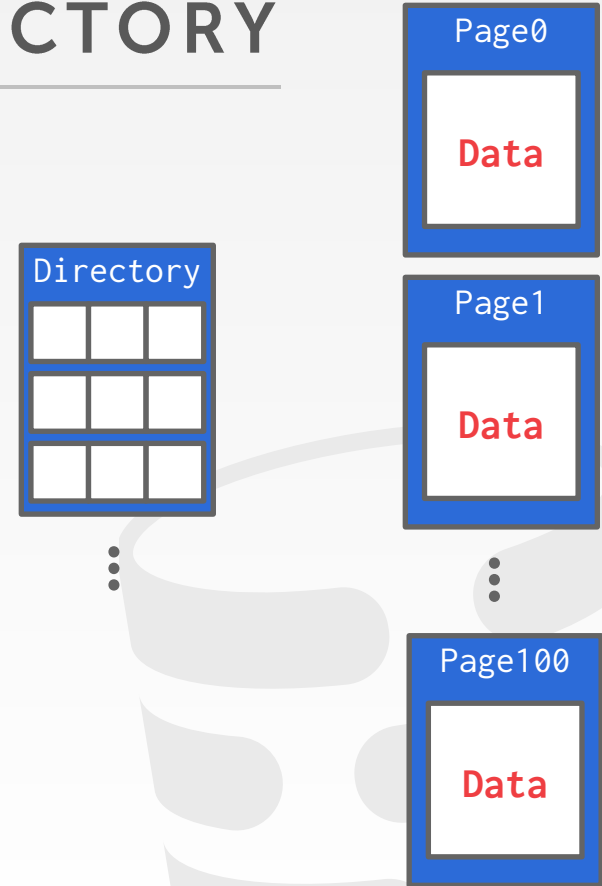 CTORY
Directory
Page0
Data
Page1
Data
Page100
Data